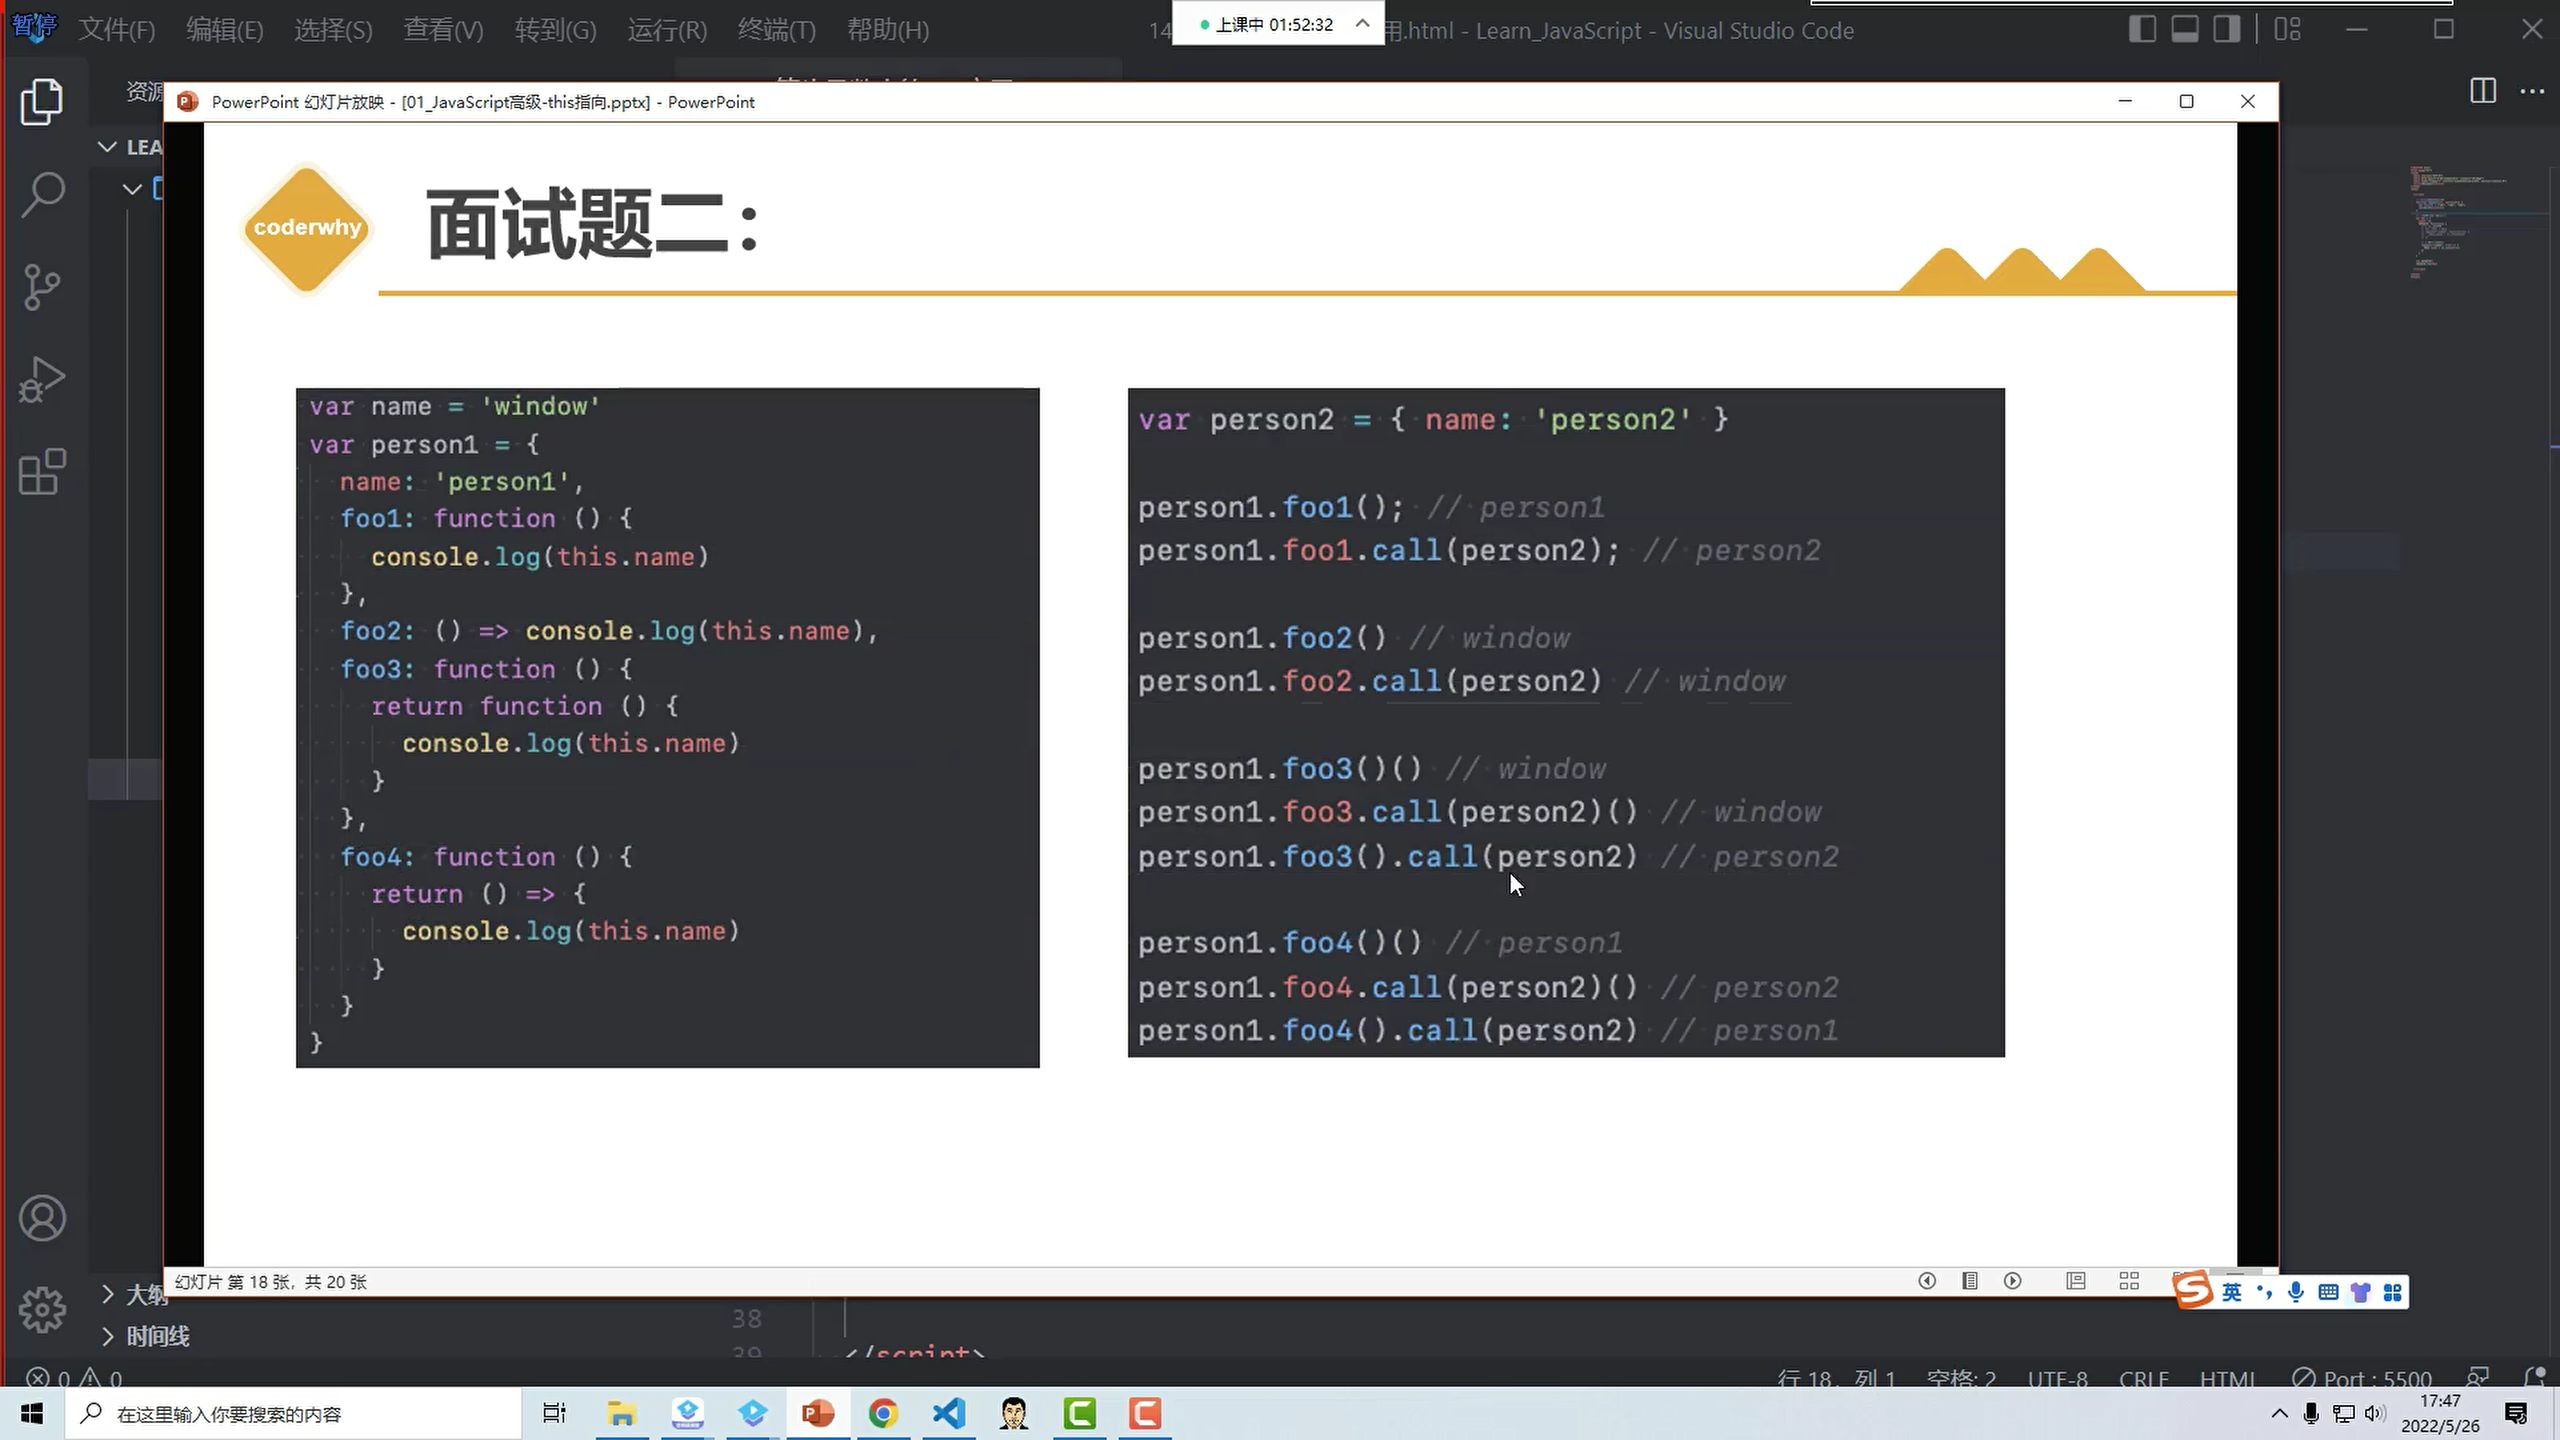 暂停
文件(F) 编辑(E) 选择(S) 查看(V) 转到(G) 运行(R) 终端(T) 帮助(H)
上课中 01:52:32
14
用.html - Learn_JavaScript - Visual Studio Code
PowerPoint 幻灯片放映 - [01_JavaScript高级-this指向.pptx] - PowerPoint
LEA
coderwhy
面试题二：
var name = 'window'
var person1 = {
name: 'person1',
foo1: function () {
console.log(this.name)
},
foo2: () => console.log(this.name),
foo3: function () {
return function () {
console.log(this.name)
}
},
foo4: function () {
return () => {
console.log(this.name)
}
}
}
var person2 = { name: 'person2' }
person1.foo1(); // person1
person1.foo1.call(person2); // person2
person1.foo2() // window
person1.foo2.call(person2) // window
person1.foo3()() // window
person1.foo3.call(person2)() // window
person1.foo3().call(person2) // person2
person1.foo4()() // person1
person1.foo4.call(person2)() // person2
person1.foo4().call(person2) // person1
幻灯片 第 18 张，共 20 张
英
大纲
时间线
38
39
</script>
0 0
行 18，列 1 空格: 2 UTF-8 CRLF HTML Port : 5500
在这里输入你要搜索的内容
17:47
2022/5/26